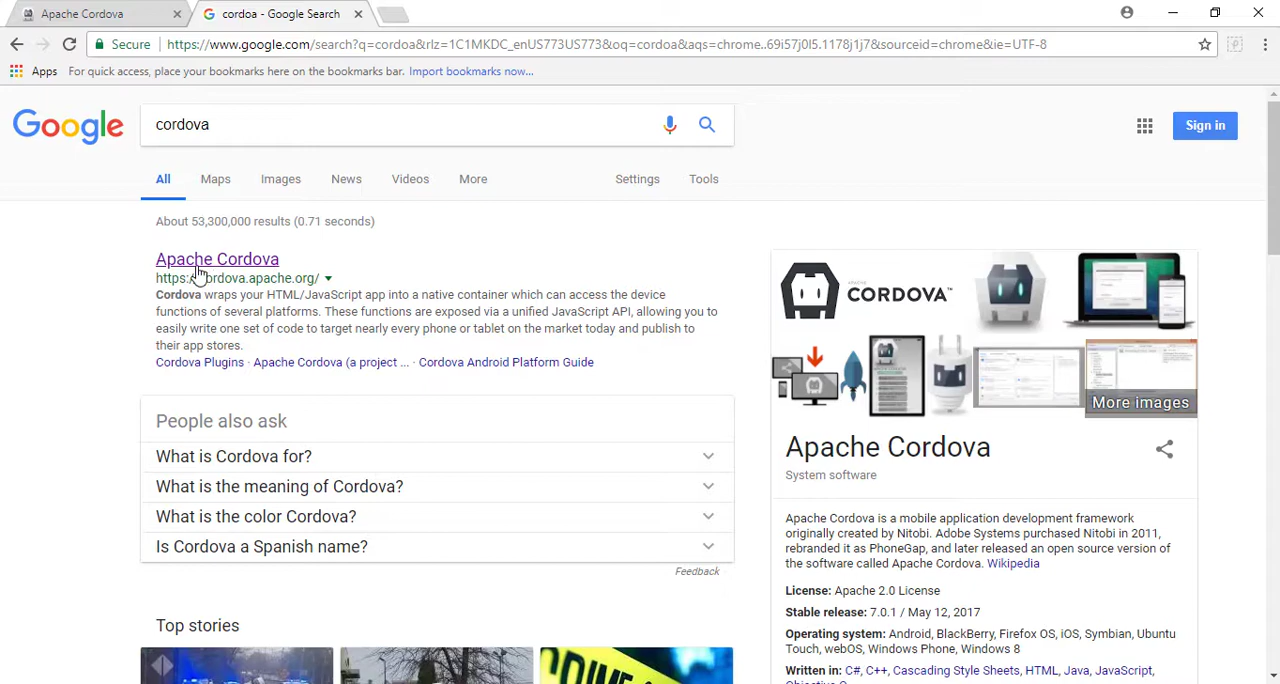 Apache Cordova
cordoa - Google Search
Secure
https://www.google.com/search?q=cordoa&rlz=1C1MKDC_enUS773US773&oq=cordoa&aqs=chrome..69i57j0l5.1178j1j7&sourceid=chrome&ie=UTF-8
Apps
For quick access, place your bookmarks here on the bookmarks bar. Import bookmarks now...
Google
cordova
Sign in
All
Maps
Images
News
Videos
More
Settings
Tools
About 53,300,000 results (0.71 seconds)
Apache Cordova
https://cordova.apache.org/
Cordova wraps your HTML/JavaScript app into a native container which can access the device
functions of several platforms. These functions are exposed via a unified JavaScript API, allowing you to
easily write one set of code to target nearly every phone or tablet on the market today and publish to
their app stores.
Cordova Plugins · Apache Cordova (a project ... · Cordova Android Platform Guide
People also ask
What is Cordova for?
What is the meaning of Cordova?
What is the color Cordova?
Is Cordova a Spanish name?
Feedback
Top stories
CORDOVA™
More images
Apache Cordova
System software
Apache Cordova is a mobile application development framework
originally created by Nitobi. Adobe Systems purchased Nitobi in 2011,
rebranded it as PhoneGap, and later released an open source version of
the software called Apache Cordova. Wikipedia
License: Apache 2.0 License
Stable release: 7.0.1 / May 12, 2017
Operating system: Android, BlackBerry, Firefox OS, iOS, Symbian, Ubuntu
Touch, webOS, Windows Phone, Windows 8
Written in: C#, C++, Cascading Style Sheets, HTML, Java, JavaScript,